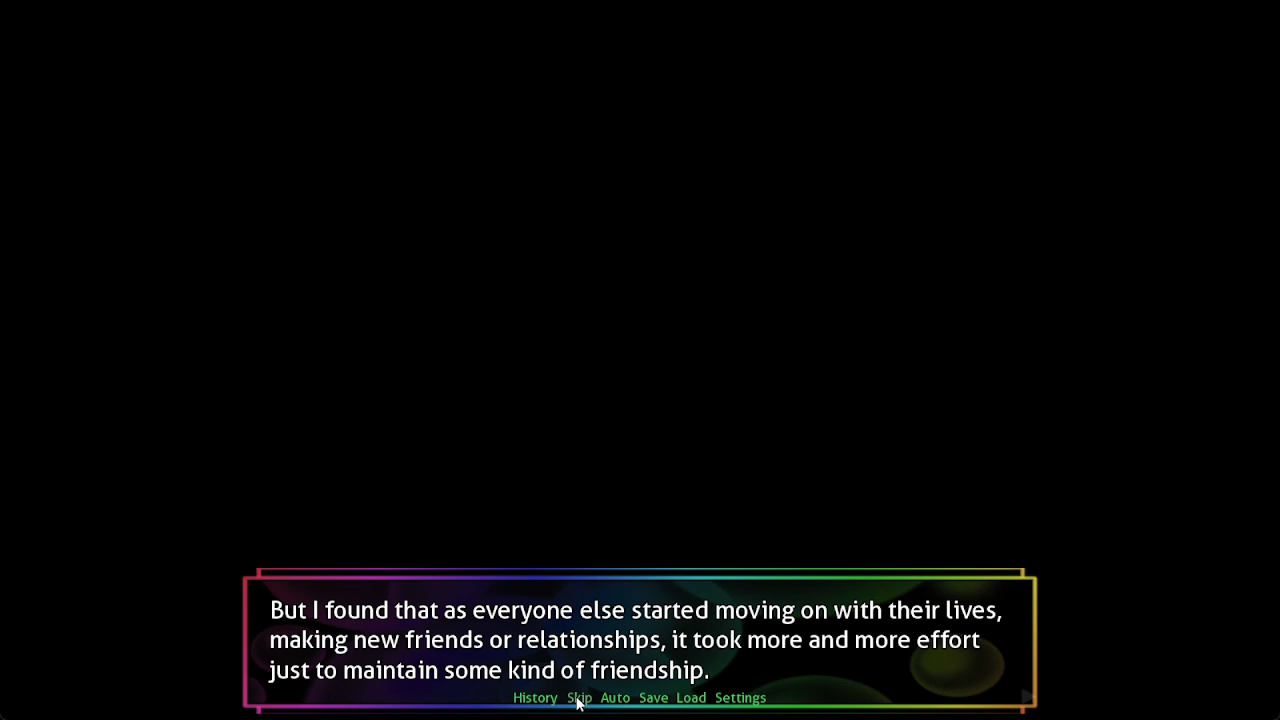 But I found that as everyone else started moving on with their lives,
making new friends or relationships, it took more and more effort
just to maintain some kind of friendship.
History Skip Auto Save Load Settings